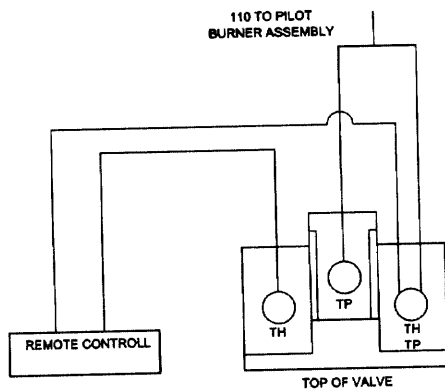 110 TO PILOT
BURNER ASSEMBLY
TP
TH
TH
TP
REMOTE CONTROLL
TOP OF VALVE